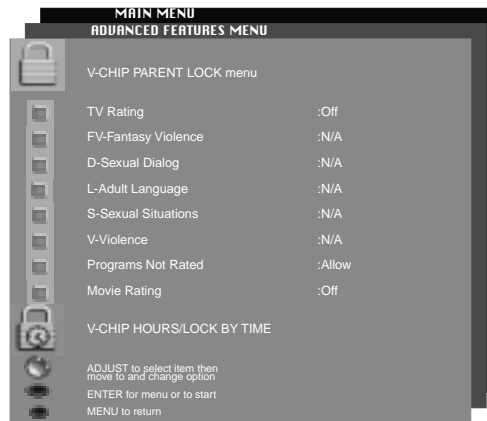 MAIN MENU
ADVANCED FEATURES MENU
V-CHIP PARENT LOCK menu
TV Rating :Off
FV-Fantasy Violence :N/A
D-Sexual Dialog :N/A
L-Adult Language :N/A
S-Sexual Situations :N/A
V-Violence :N/A
Programs Not Rated :Allow
Movie Rating :Off
V-CHIP HOURS/LOCK BY TIME
ADJUST to select item then
move to and change option
ENTER for menu or to start
MENU to return